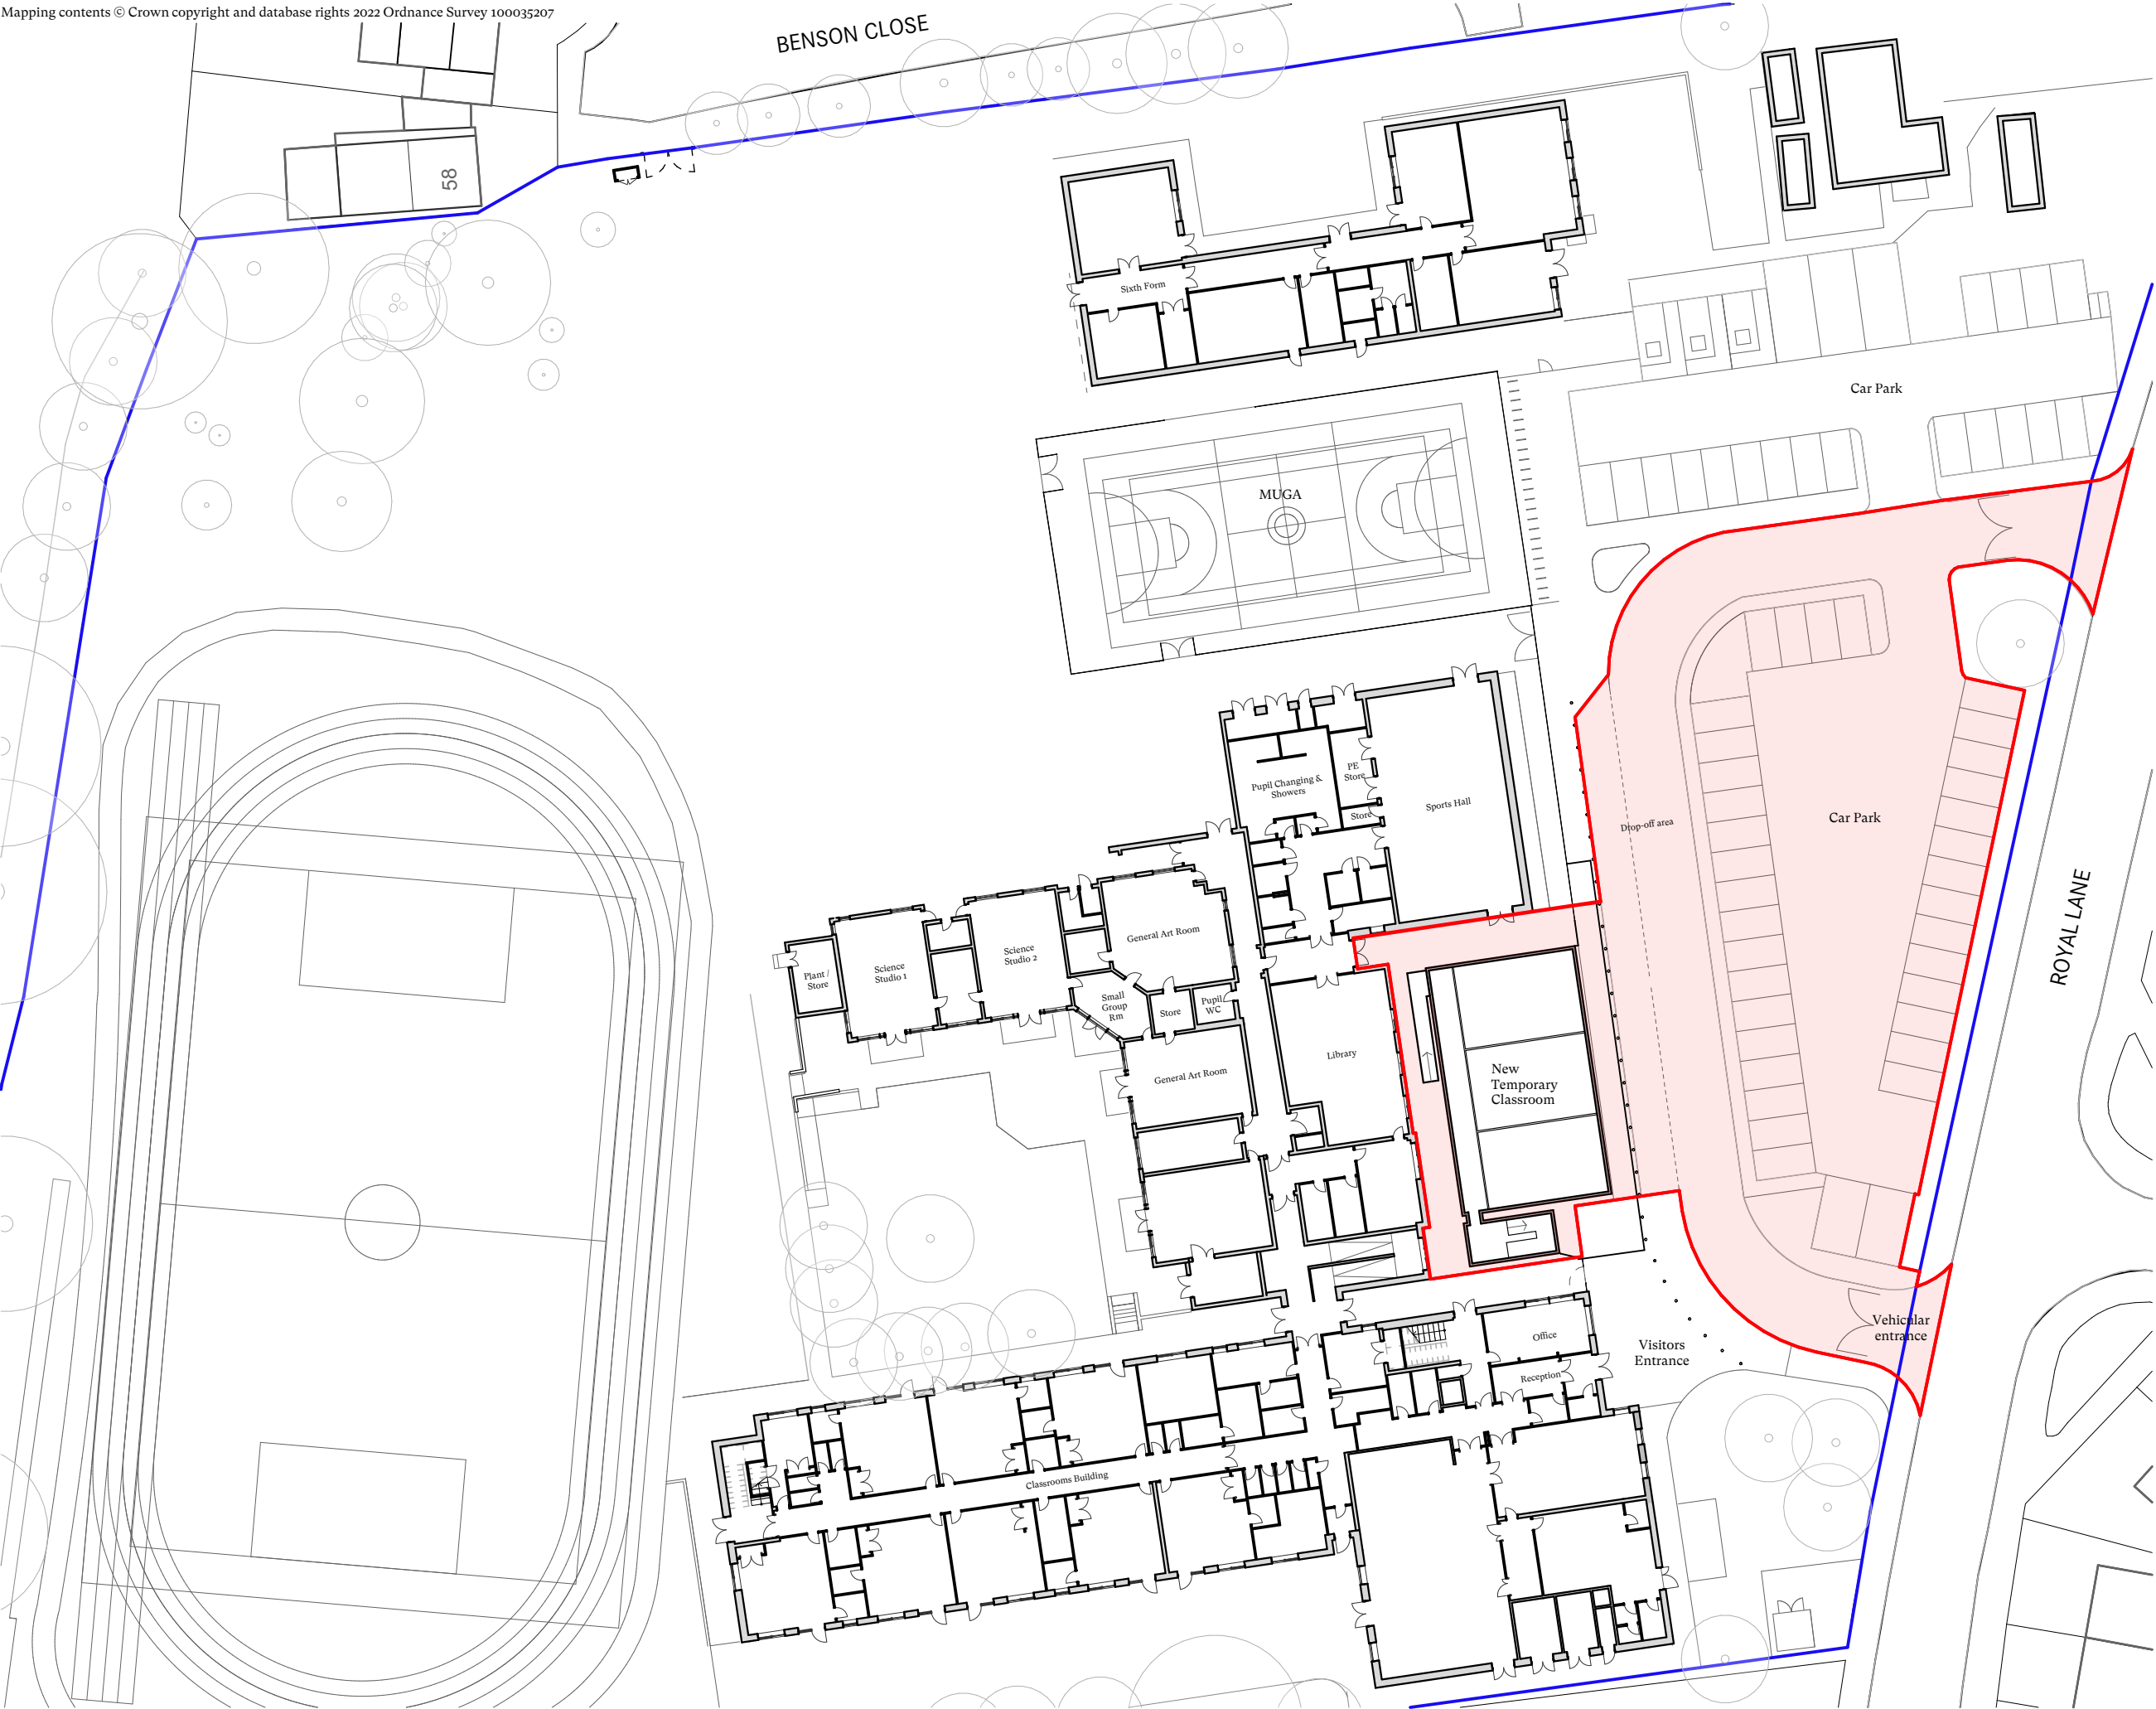 Mapping contents © Crown copyright and database rights 2022 Ordnance Survey 100035207
BENSON CLOSE
58
Sixth Form
Car Park
MUGA
Pupil Changing &
Showers
PE
Store
Store
Sports Hall
Drop-off area
Car Park
ROYAL LANE
General Art Room
Science
Studio 2
Science
Studio 1
Plant /
Store
Small
Group
Rm
Store
Pupil
WC
Library
General Art Room
New
Temporary
Classroom
Vehicular
entrance
Visitors
Entrance
Office
Reception
Classrooms Building